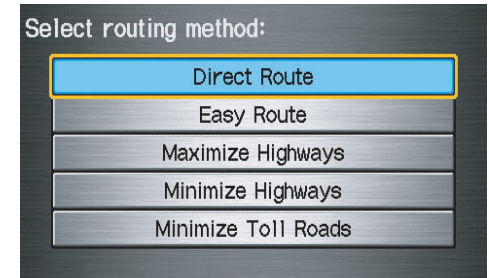 Select routing method:
Direct Route
Easy Route
Maximize Highways
Minimize Highways
Minimize Toll Roads